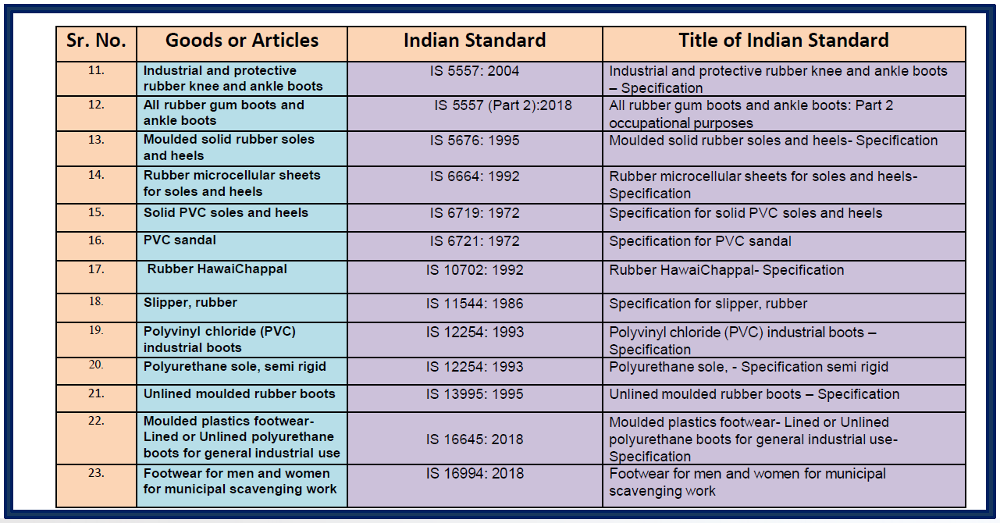 Sr. No. Goods or Articles Indian Standard Title of Indian Standard
11. Industrial and protective IS 5557: 2004 Industrial and protective rubber knee and ankle boots
rubber knee and ankle boots – Specification
12. All rubber gum boots and IS 5557 (Part 2):2018 All rubber gum boots and ankle boots: Part 2
ankle boots occupational purposes
13. Moulded solid rubber soles IS 5676: 1995 Moulded solid rubber soles and heels- Specification
and heels
14. Rubber microcellular sheets IS 6664: 1992 Rubber microcellular sheets for soles and heels-
for soles and heels Specification
15. Solid PVC soles and heels IS 6719: 1972 Specification for solid PVC soles and heels
16. PVC sandal IS 6721: 1972 Specification for PVC sandal
17. Rubber HawaiChappal IS 10702: 1992 Rubber HawaiChappal- Specification
18. Slipper, rubber IS 11544: 1986 Specification for slipper, rubber
19. Polyvinyl chloride (PVC) IS 12254: 1993 Polyvinyl chloride (PVC) industrial boots –
industrial boots Specification
20. Polyurethane sole, semi rigid IS 12254: 1993 Polyurethane sole, - Specification semi rigid
21. Unlined moulded rubber boots IS 13995: 1995 Unlined moulded rubber boots – Specification
22. Moulded plastics footwear- Moulded plastics footwear- Lined or Unlined
Lined or Unlined polyurethane IS 16645: 2018 polyurethane boots for general industrial use-
boots for general industrial use Specification
23. Footwear for men and women IS 16994: 2018 Footwear for men and women for municipal
for municipal scavenging work scavenging work